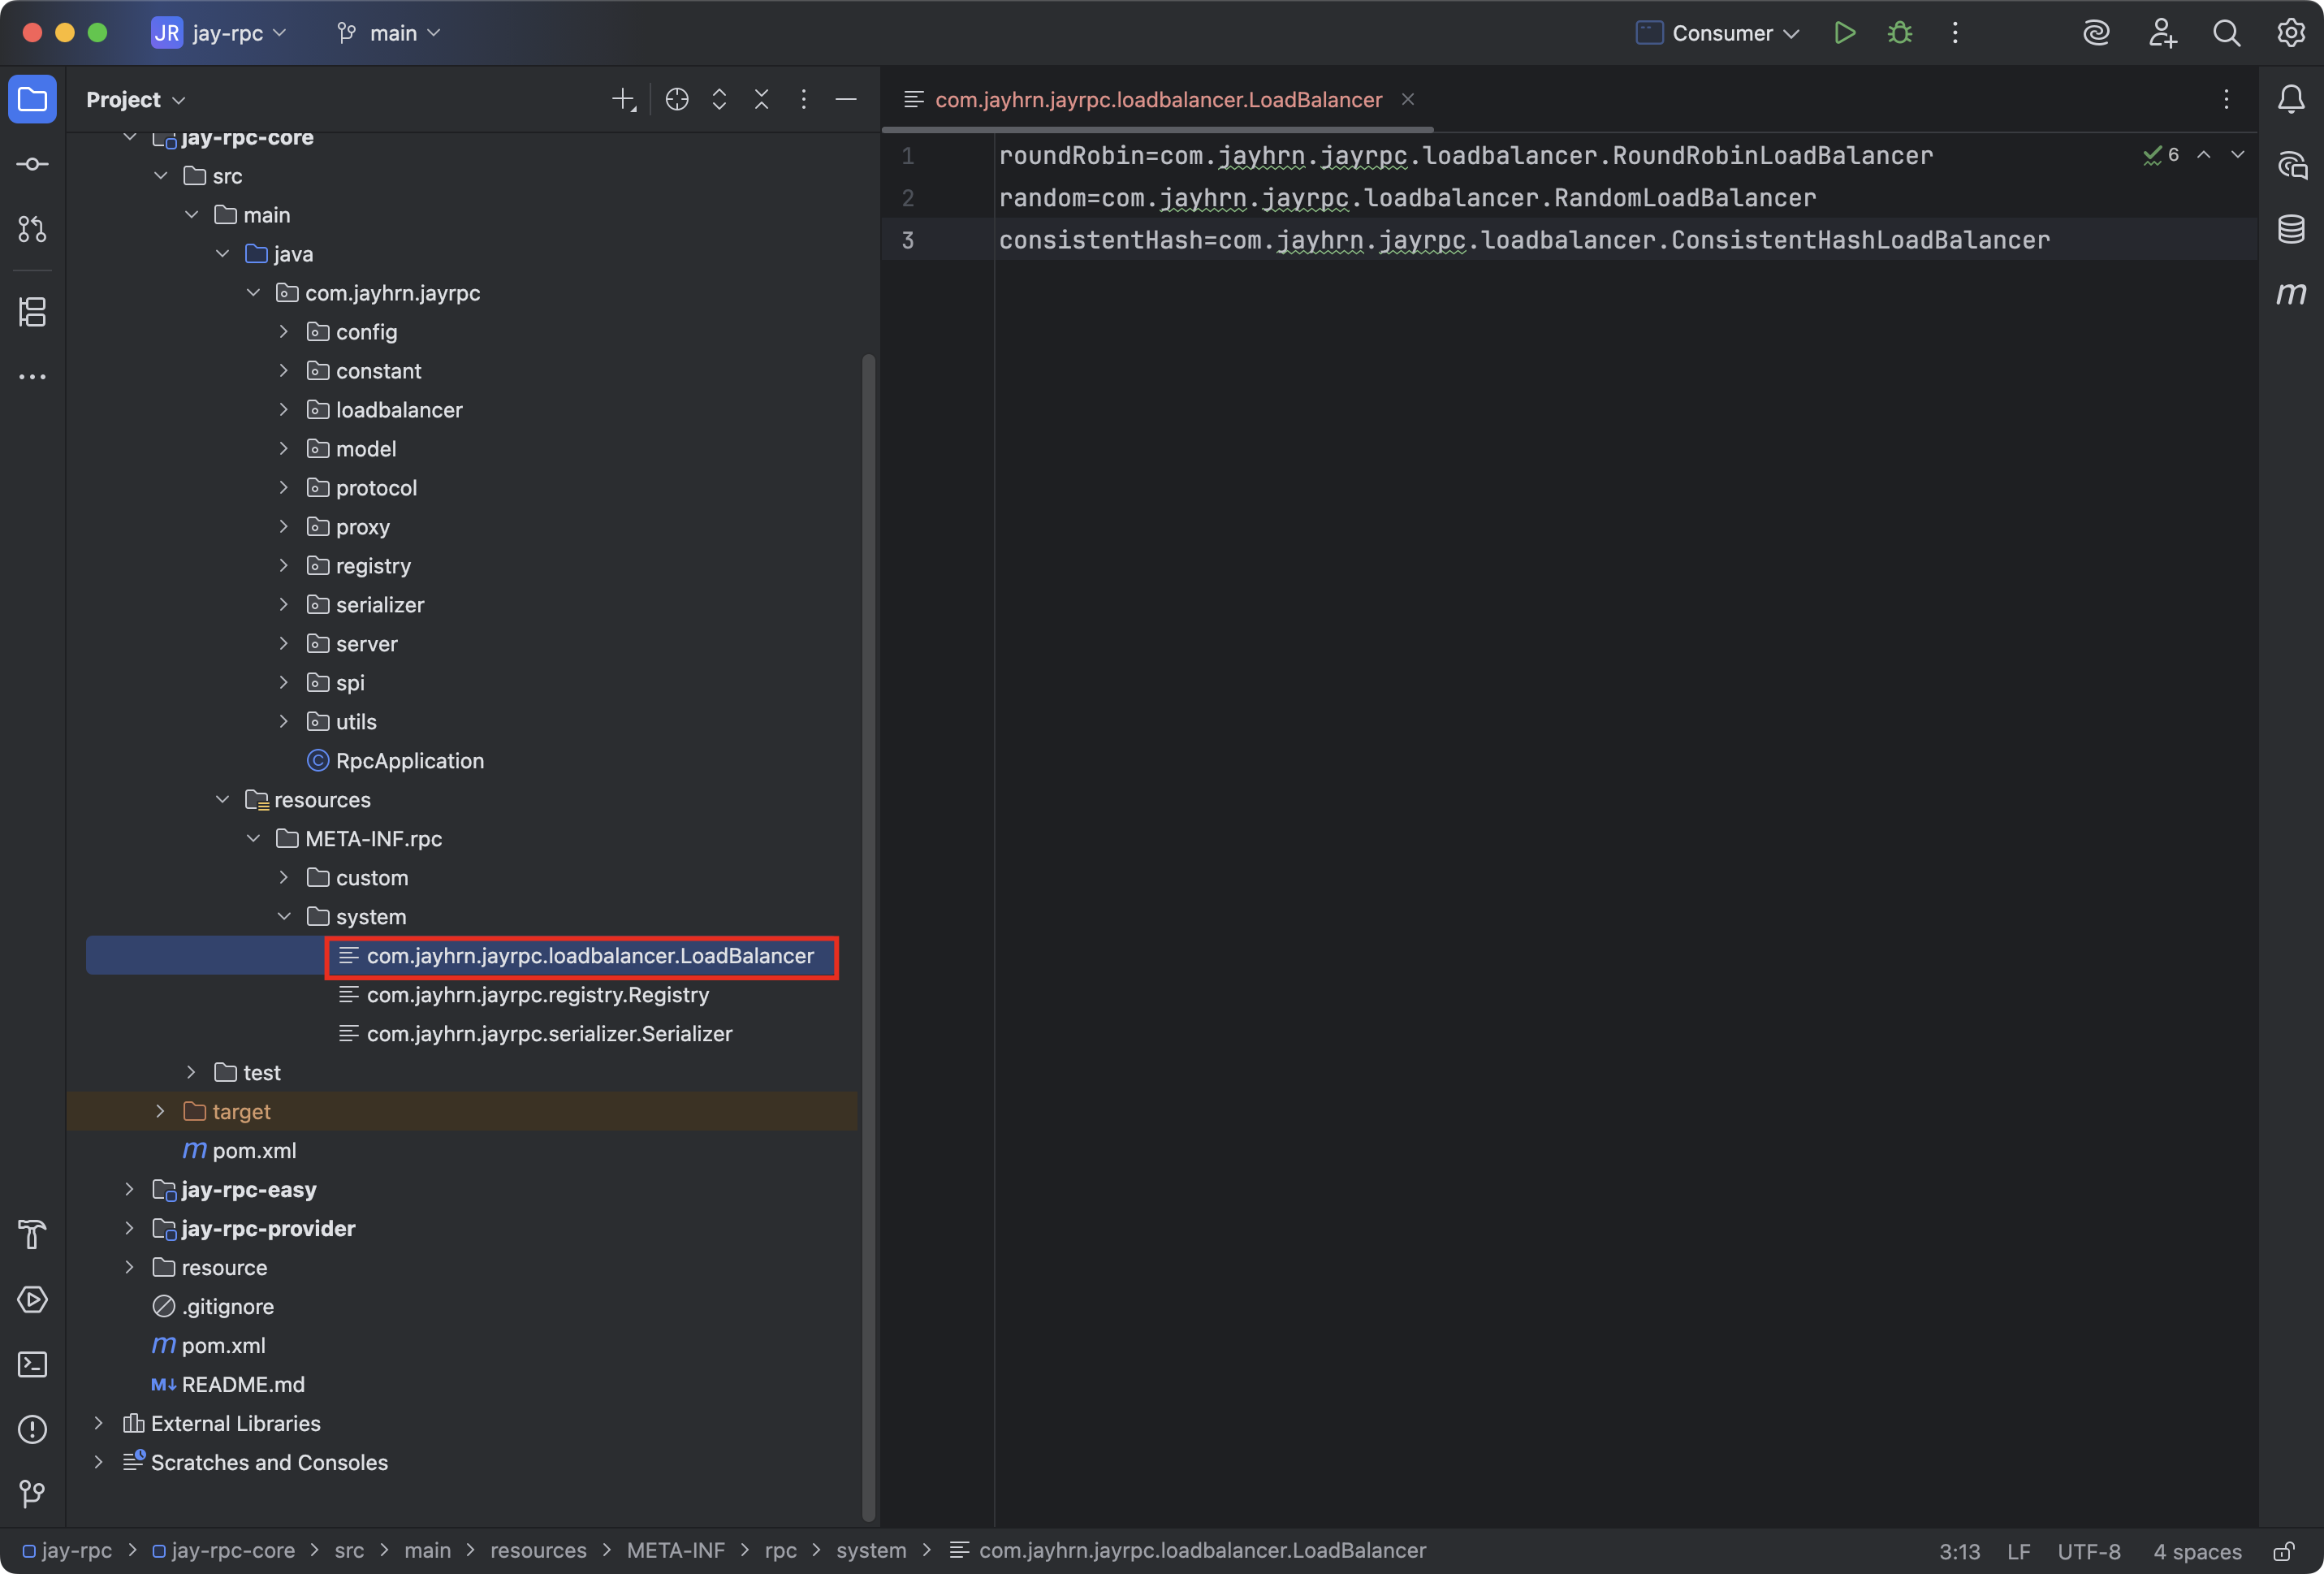 JR jay-rpc main Consumer
Project
com.jayhrn.jayrpc.loadbalancer.LoadBalancer
jay-rpc-core
src
main
java
com.jayhrn.jayrpc
config
constant
loadbalancer
model
protocol
proxy
registry
serializer
server
spi
utils
RpcApplication
resources
META-INF.rpc
custom
system
com.jayhrn.jayrpc.loadbalancer.LoadBalancer
com.jayhrn.jayrpc.registry.Registry
com.jayhrn.jayrpc.serializer.Serializer
test
target
pom.xml
jay-rpc-easy
jay-rpc-provider
resource
.gitignore
pom.xml
README.md
External Libraries
Scratches and Consoles
1 roundRobin=com.jayhrn.jayrpc.loadbalancer.RoundRobinLoadBalancer
2 random=com.jayhrn.jayrpc.loadbalancer.RandomLoadBalancer
3 consistentHash=com.jayhrn.jayrpc.loadbalancer.ConsistentHashLoadBalancer
6
jay-rpc > jay-rpc-core > src > main > resources > META-INF > rpc > system > com.jayhrn.jayrpc.loadbalancer.LoadBalancer
3:13 LF UTF-8 4 spaces